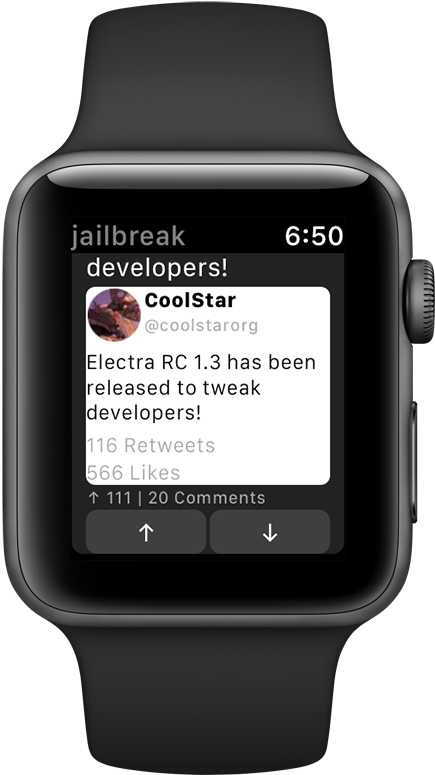 jailbreak 6:50
developers!
CoolStar
@coolstarorg
Electra RC 1.3 has been
released to tweak
developers!
116 Retweets
566 Likes
↑ 111 | 20 Comments
↑ ↓